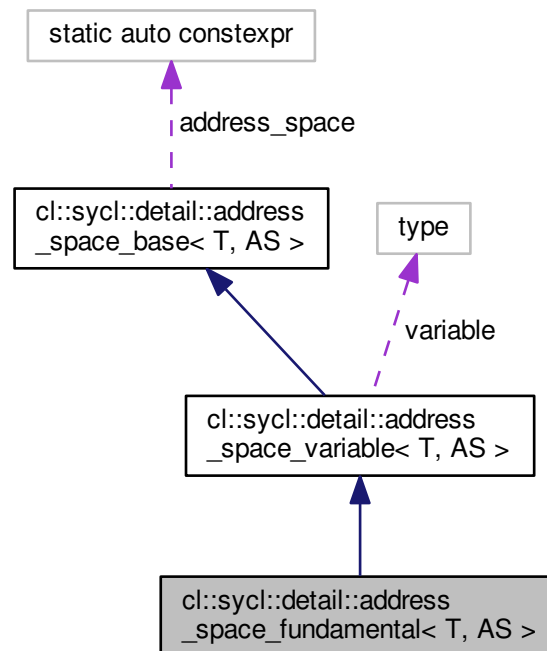 static auto constexpr
address_space
cl::sycl::detail::address
_space_base< T, AS >
type
variable
cl::sycl::detail::address
_space_variable< T, AS >
cl::sycl::detail::address
_space_fundamental< T, AS >